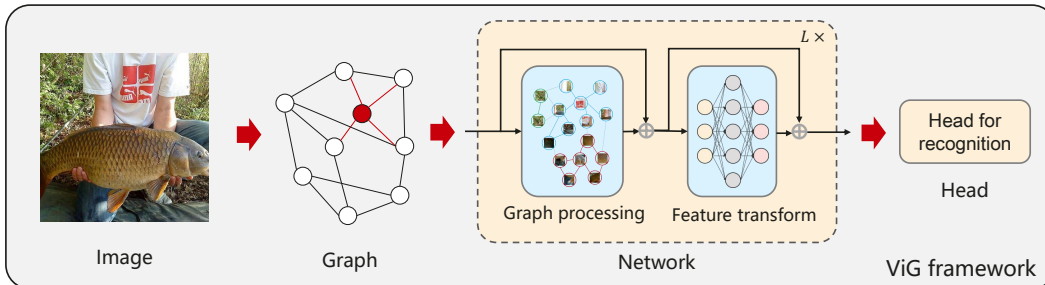 L ×
Graph processing
Feature transform
Head for
recognition
Image
Graph
Network
Head
ViG framework